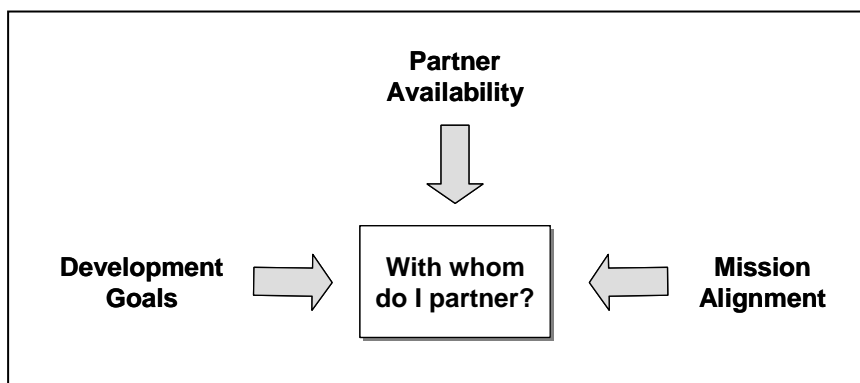 Partner
Availability
Development
Goals
With whom
do I partner?
Mission
Alignment